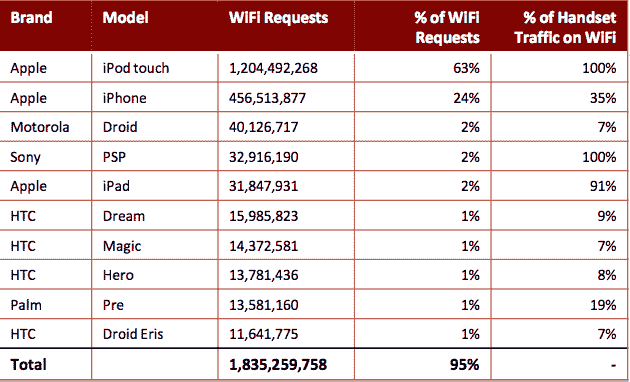 Brand Model WiFi Requests % of WiFi Requests % of Handset Traffic on WiFi
Apple iPod touch 1,204,492,268 63% 100%
Apple iPhone 456,513,877 24% 35%
Motorola Droid 40,126,717 2% 7%
Sony PSP 32,916,190 2% 100%
Apple iPad 31,847,931 2% 91%
HTC Dream 15,985,823 1% 9%
HTC Magic 14,372,581 1% 7%
HTC Hero 13,781,436 1% 8%
Palm Pre 13,581,160 1% 19%
HTC Droid Eris 11,641,775 1% 7%
Total 1,835,259,758 95% -